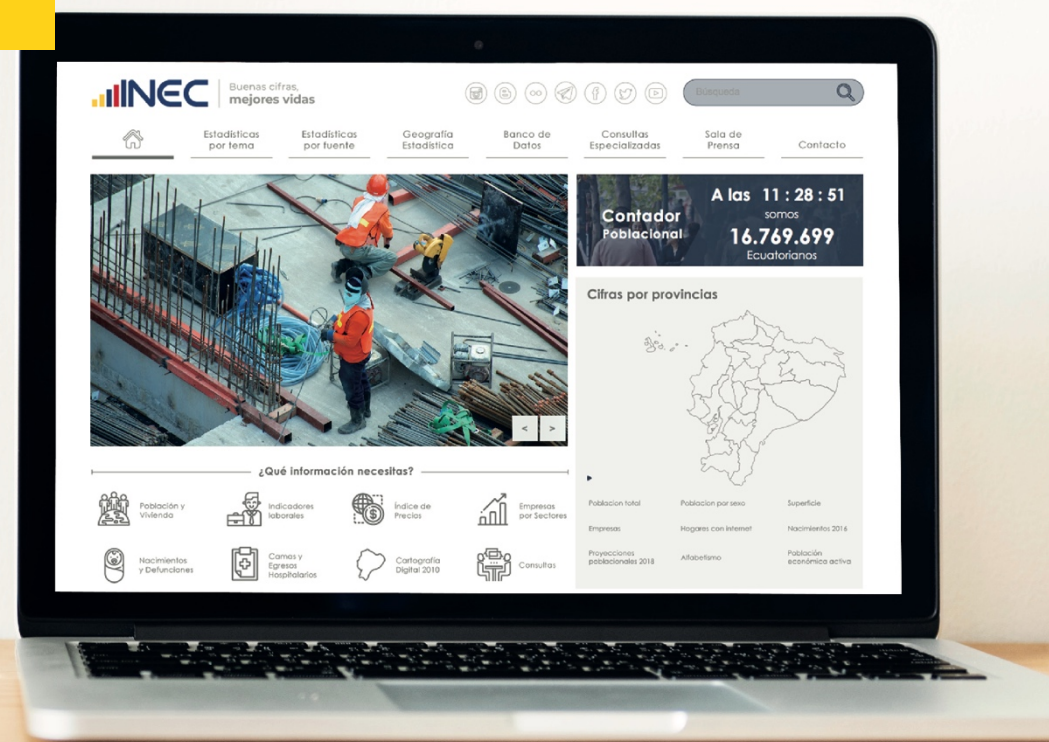 INEC
Buenas cifras,
mejores vidas
Búsqueda
Estadísticas
por tema
Estadísticas
por fuente
Geografía
Estadística
Banco de
Datos
Consultas
Especializadas
Sala de
Prensa
Contacto
Contador
Poblacional
A las 11 : 28 : 51
somos
16.769.699
Ecuatorianos
Cifras por provincias
< >
¿Qué información necesitas?
Población y
Vivienda
Indicadores
laborales
Índice de
Precios
Empresas
por Sectores
Nacimientos
y Defunciones
Camas y
Egresos
Hospitalarios
Cartografía
Digital 2010
Consultas
Poblacion total
Poblacion por sexo
Superficie
Empresas
Hogares con internet
Nacimientos 2016
Proyecciones
poblacionales 2018
Alfabetismo
Población
económica activa